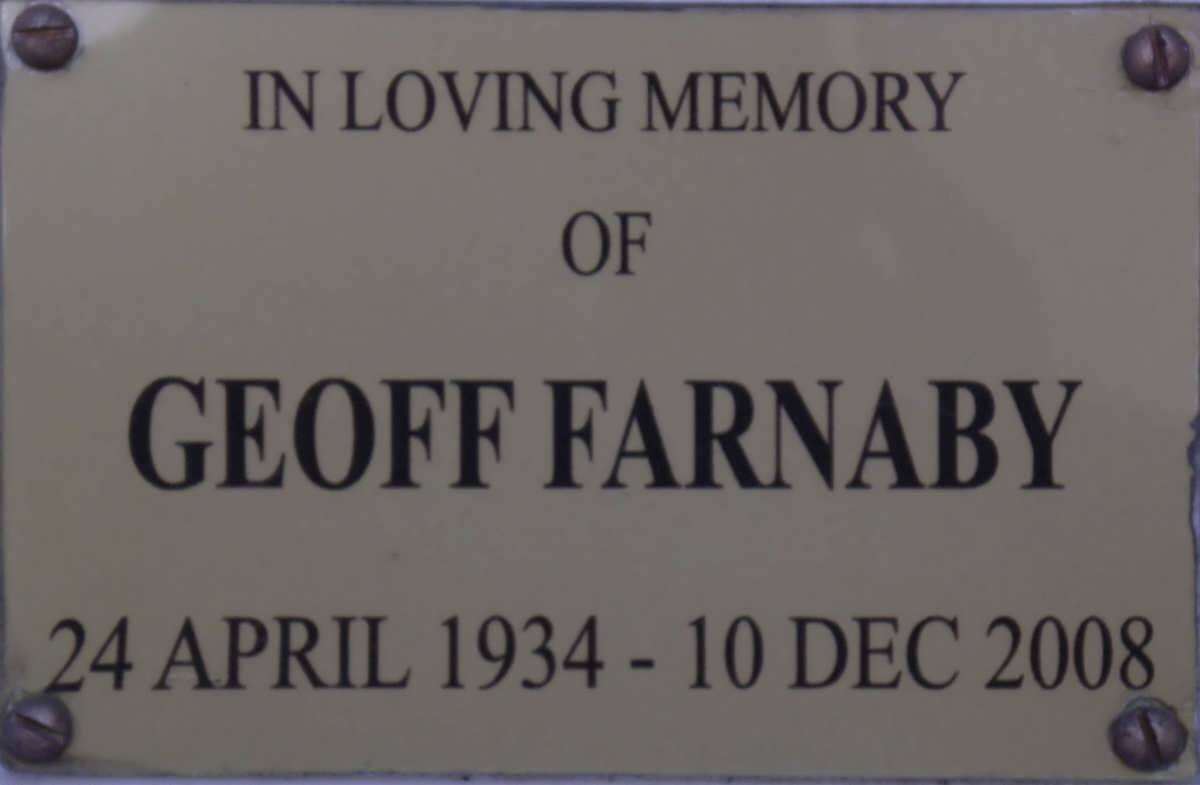 IN LOVING MEMORY
OF
GEOFF FARNABY
24 APRIL 1934 - 10 DEC 2008